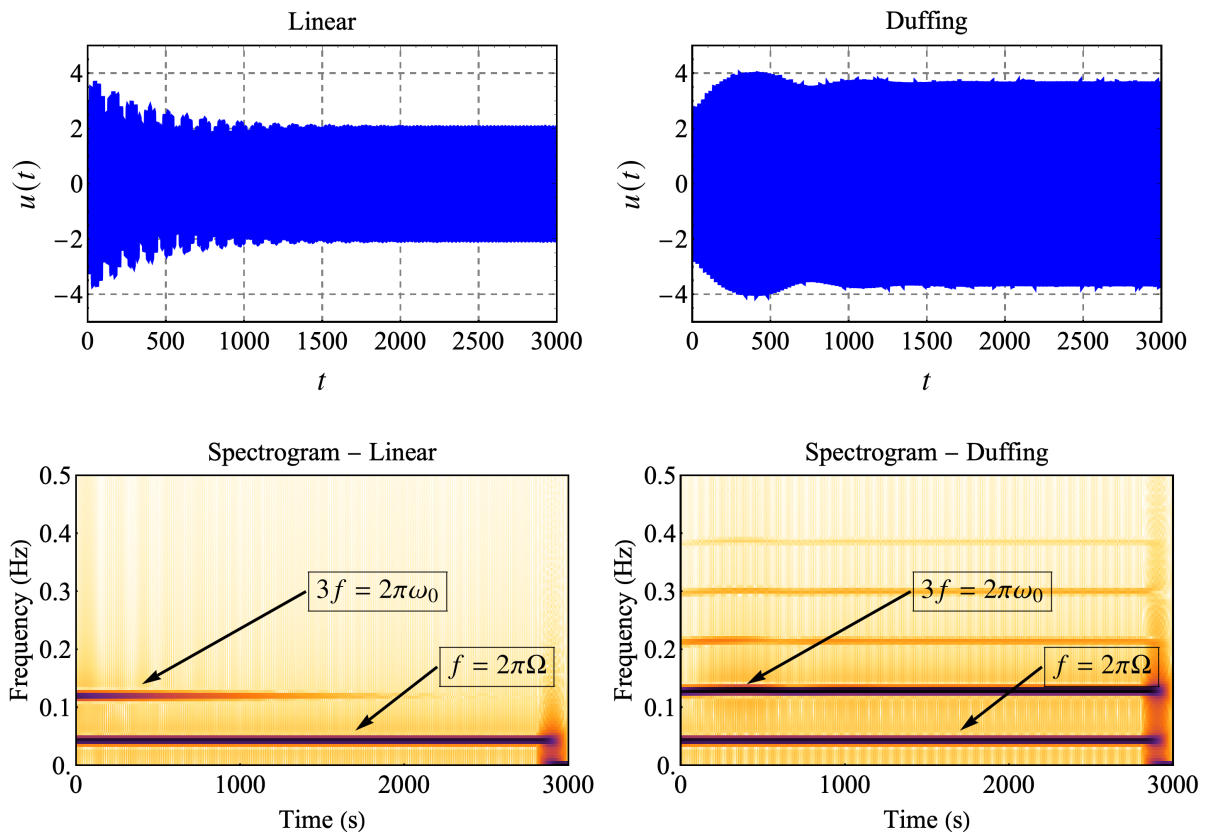 Linear
u(t)
4
2
0
−2
−4
0 500 1000 1500 2000 2500 3000
t
Duffing
u(t)
4
2
0
−2
−4
0 500 1000 1500 2000 2500 3000
t
Spectrogram – Linear
Frequency (Hz)
0.5
0.4
0.3
0.2
0.1
0.
3f = 2πω₀
f = 2πΩ
0 1000 2000 3000
Time (s)
Spectrogram – Duffing
Frequency (Hz)
0.5
0.4
0.3
0.2
0.1
0.
3f = 2πω₀
f = 2πΩ
0 1000 2000 3000
Time (s)